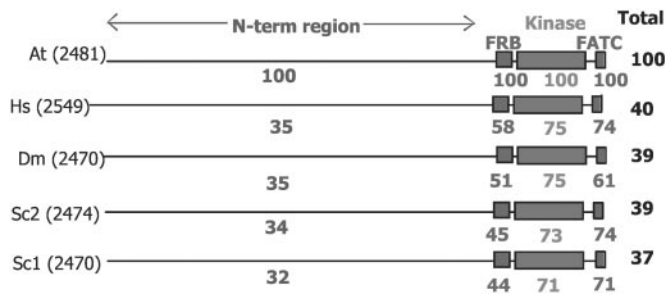 N-term region Kinase Total
FRB FATC
At (2481) 100
100 100 100 100
Hs (2549) 40
35 58 75 74
Dm (2470) 39
35 51 75 61
Sc2 (2474) 39
34 45 73 74
Sc1 (2470) 37
32 44 71 71